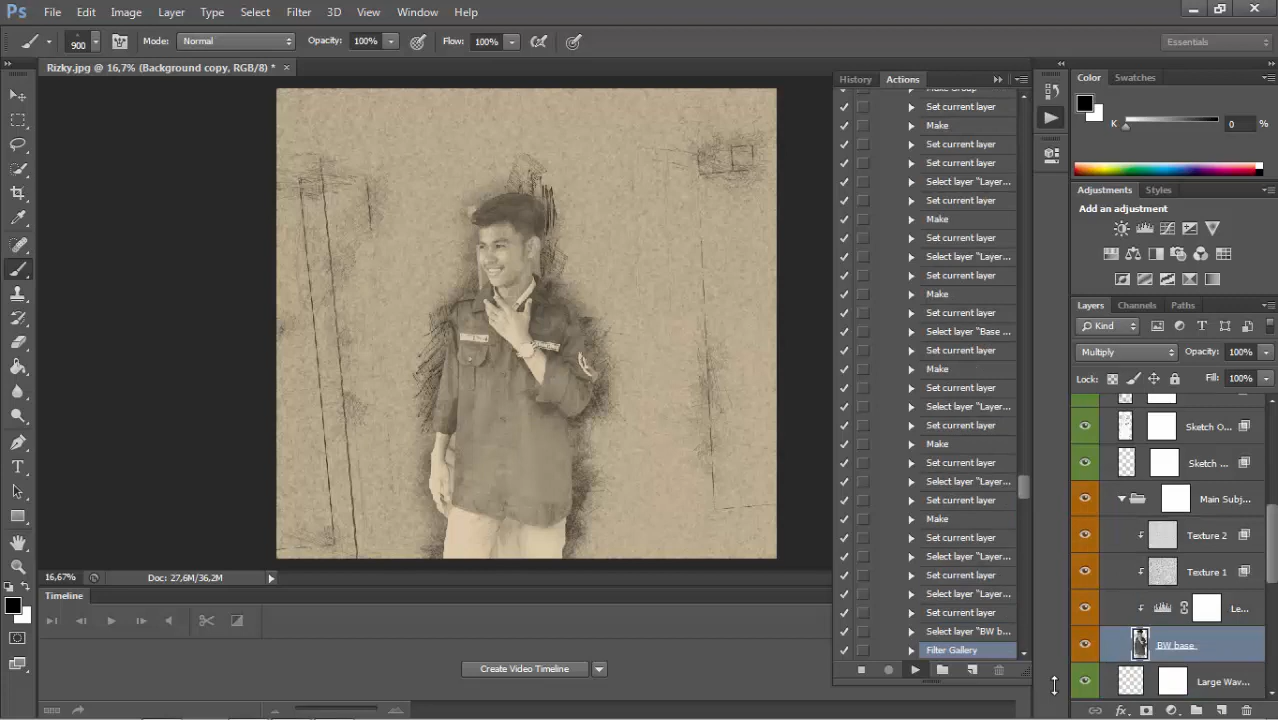 Ps File Edit Image Layer Type Select Filter 3D View Window Help
900 Mode: Normal Opacity: 100% Flow: 100% Essentials
Rizky.jpg @ 16,7% (Background copy, RGB/8) * ×
History Actions
Make Group
Set current layer
Make
Set current layer
Set current layer
Select layer "Layer...
Set current layer
Make
Set current layer
Select layer "Layer...
Set current layer
Make
Set current layer
Select layer "Base ...
Set current layer
Make
Set current layer
Select layer "Layer...
Set current layer
Make
Set current layer
Select layer "Layer...
Set current layer
Make
Set current layer
Select layer "Layer...
Set current layer
Select layer "Layer...
Set current layer
Select layer "BW b...
Filter Gallery
Color Swatches
K 0 %
Adjustments Styles
Add an adjustment
Layers Channels Paths
Kind
Multiply Opacity: 100%
Lock: Fill: 100%
Sketch O...
Sketch ...
Main Subj...
Texture 2
Texture 1
Le...
BW base
Large Wav...
16,67% Doc: 27,6M/36,2M
Timeline
Create Video Timeline
T
fx